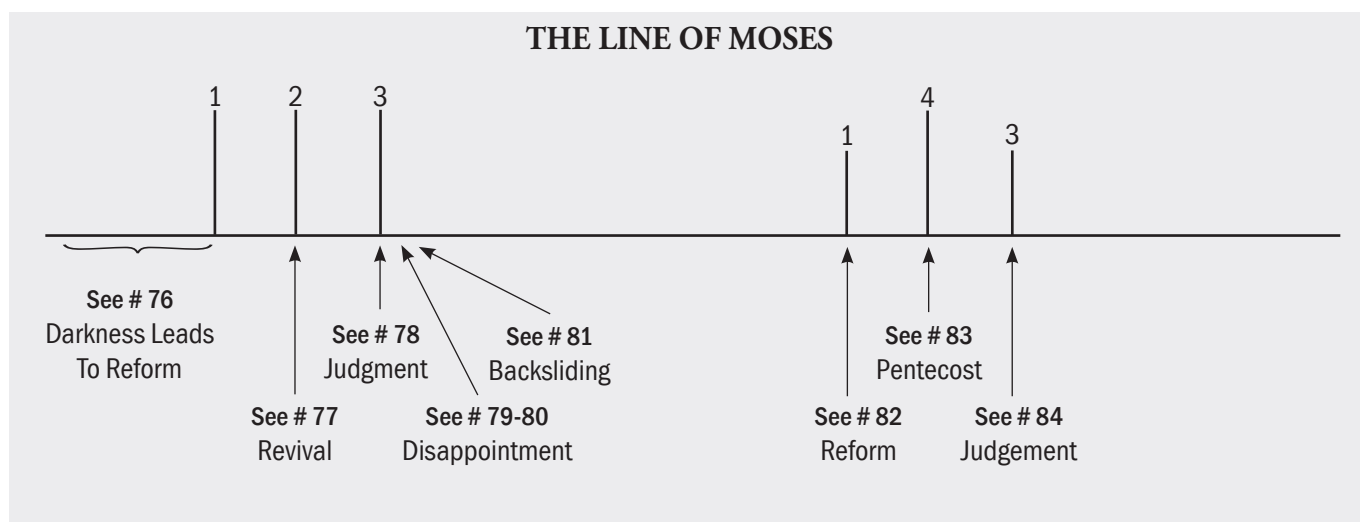 THE LINE OF MOSES
1
2
3
1
4
3
See # 76
Darkness Leads
To Reform
See # 77
Revival
See # 78
Judgment
See # 79-80
Disappointment
See # 81
Backsliding
See # 82
Reform
See # 83
Pentecost
See # 84
Judgement